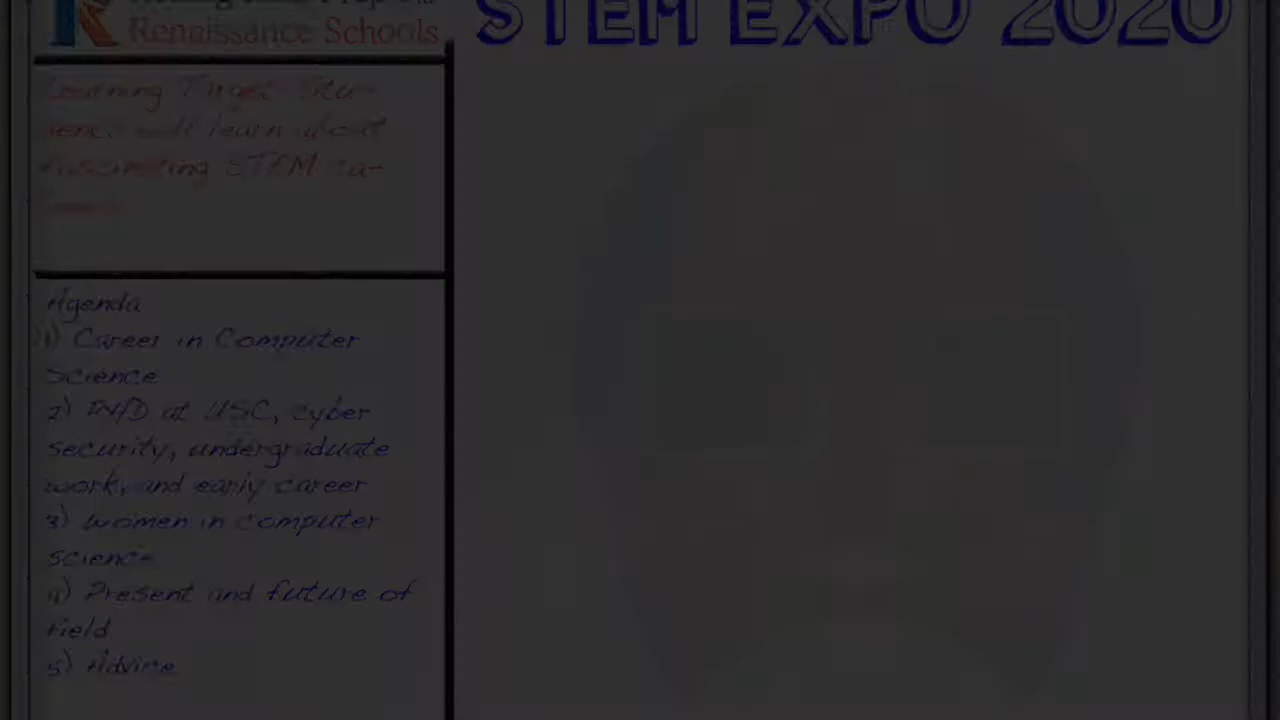 Renaissance Schools
STEM EXPO 2020
Learning Target: Stu-
dents will learn about
fascinating STEM ca-
reers
Agenda
1) Career in Computer
Science
2) at USC, cyber
security, undergraduate
work, and early career
3) Women in computer
science
4) Present and future of
field
5) Advice